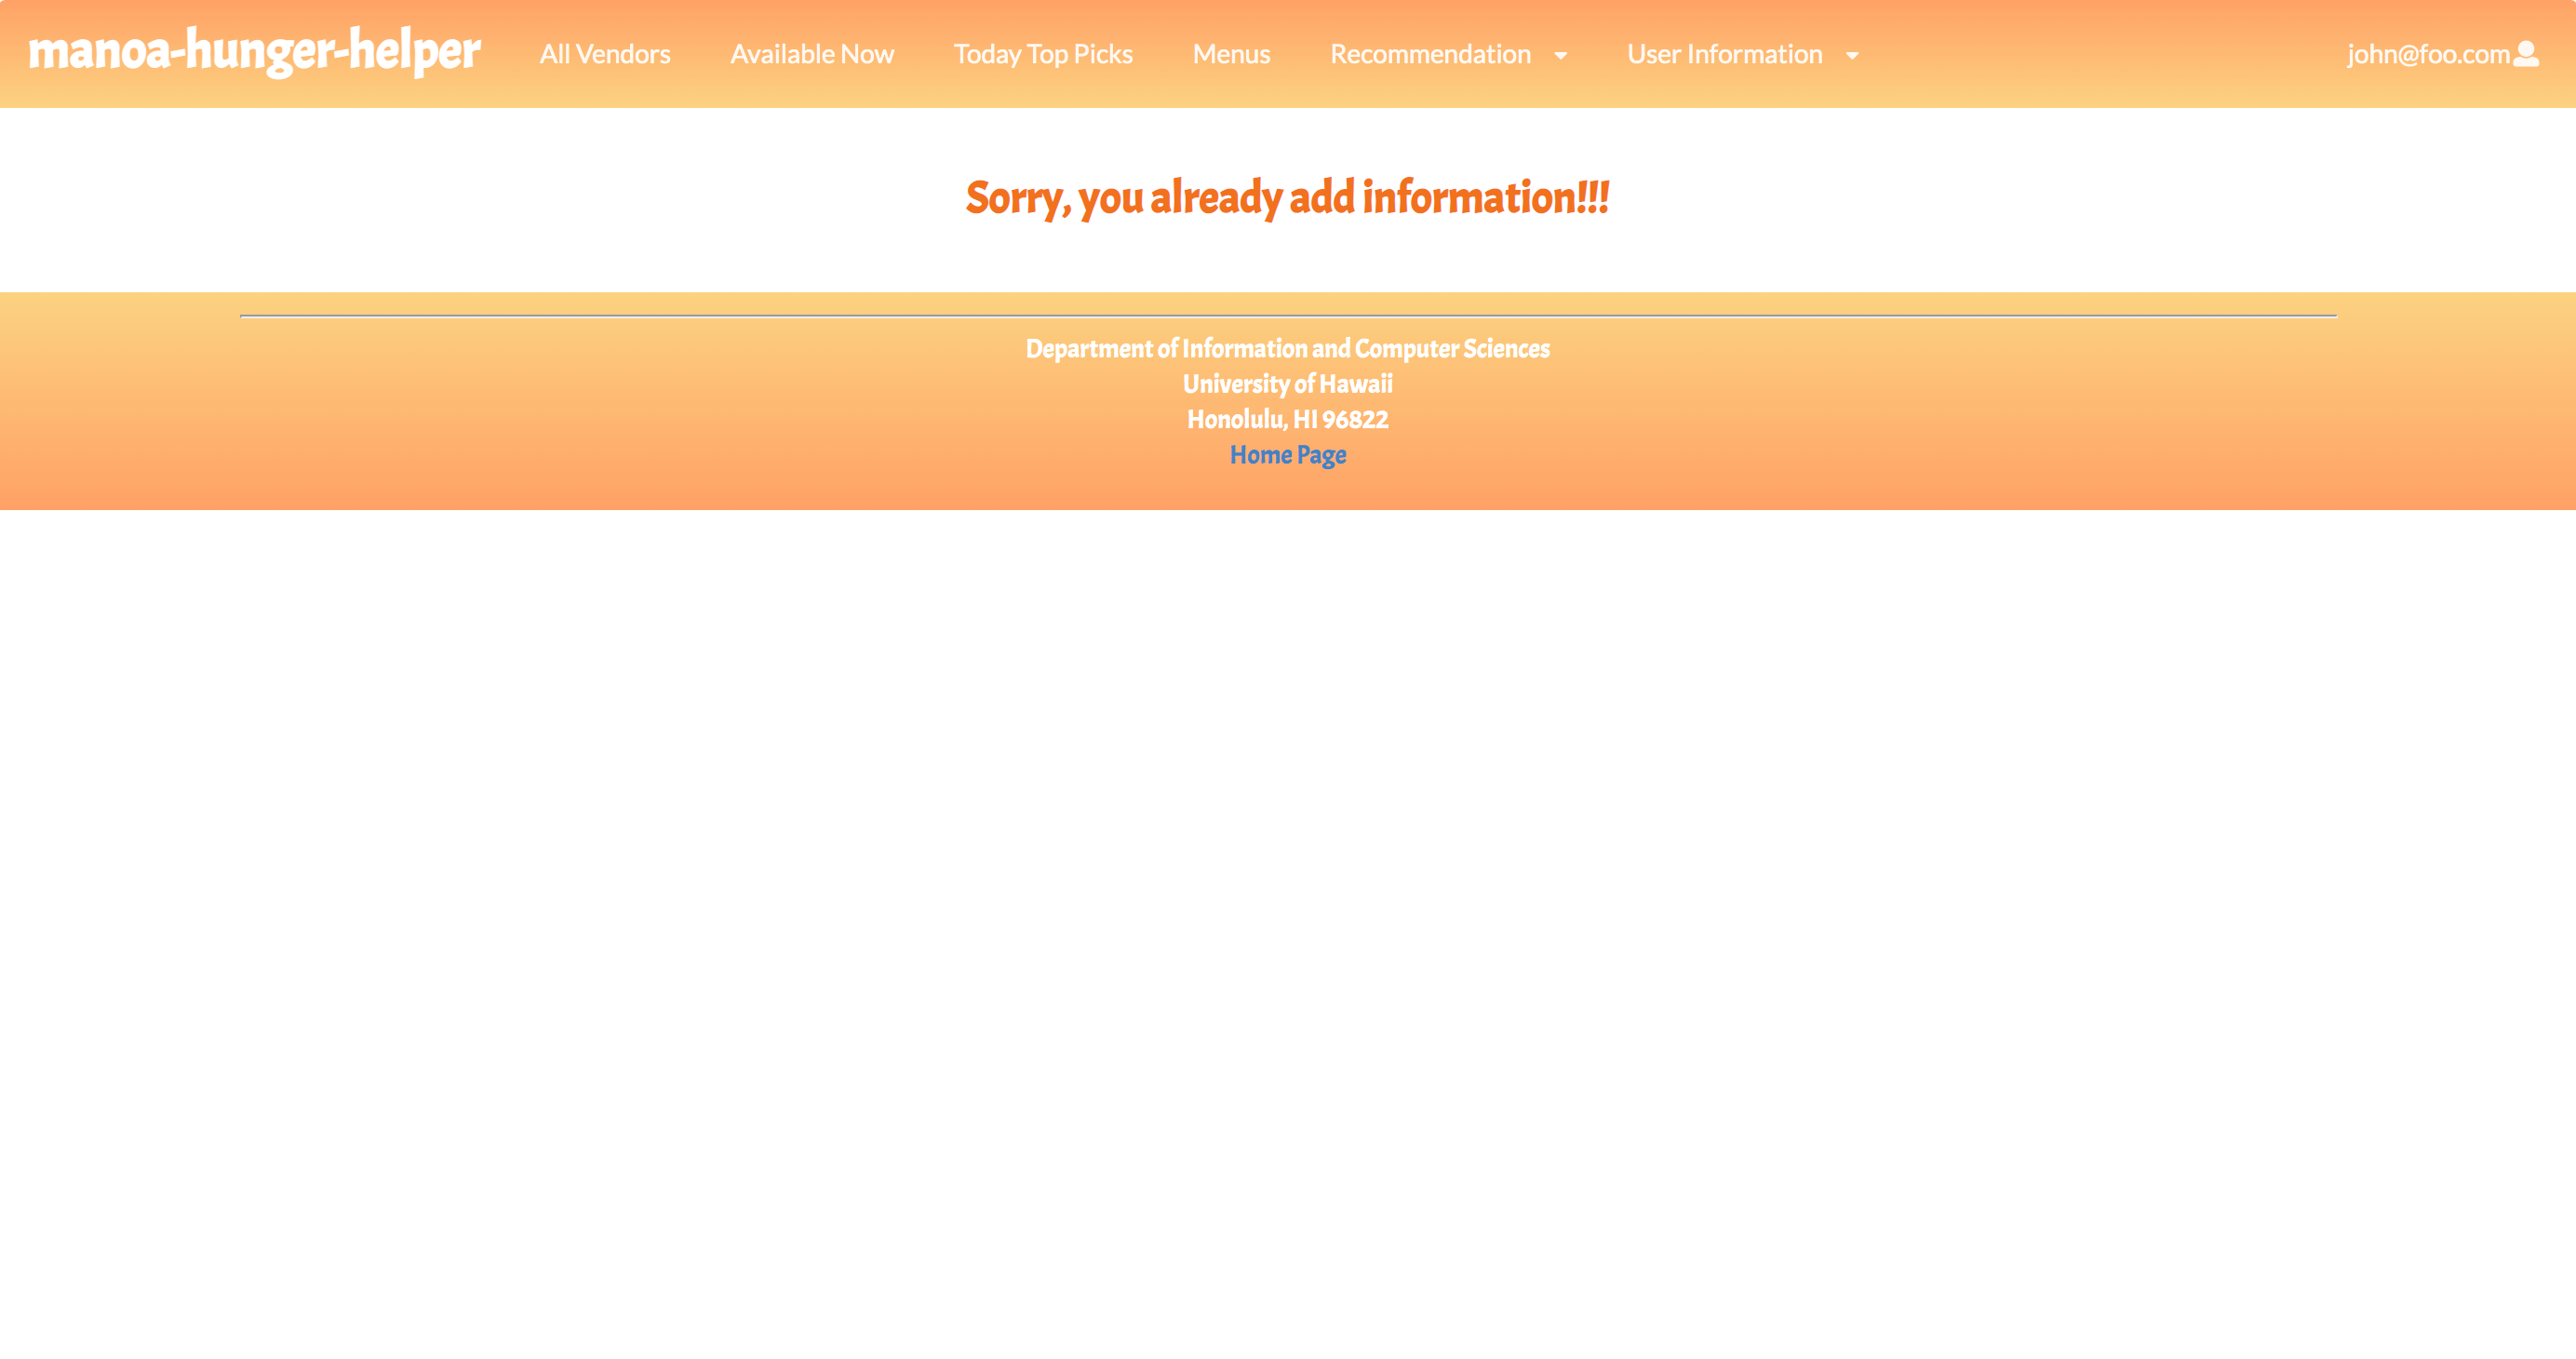 manoa-hunger-helper All Vendors Available Now Today Top Picks Menus Recommendation User Information john@foo.com
Sorry, you already add information!!!
Department of Information and Computer Sciences
University of Hawaii
Honolulu, HI 96822
Home Page